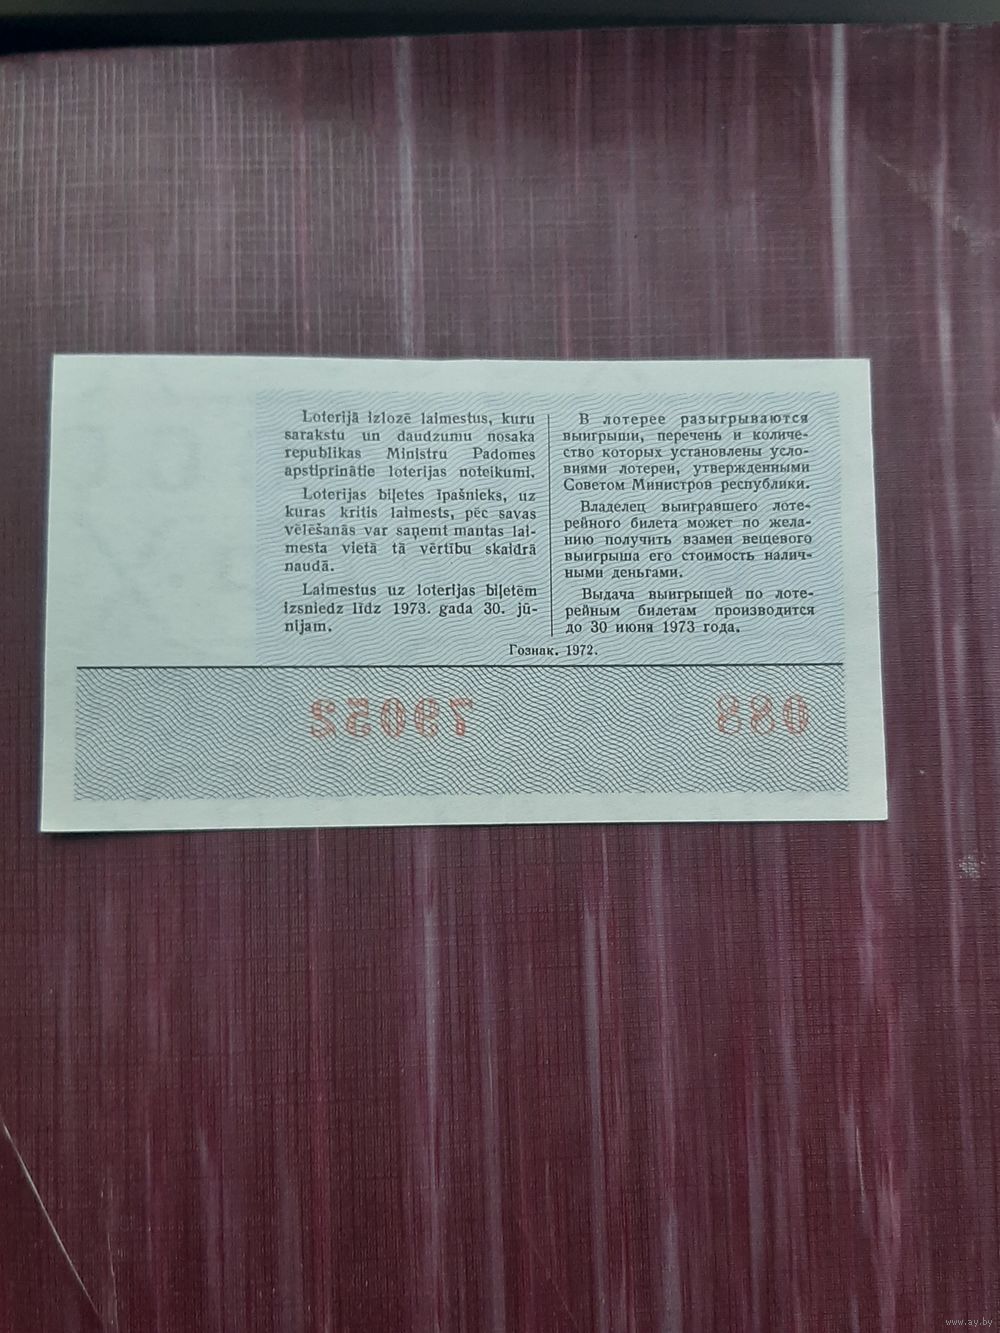 Loterijā izlozē laimestus, kuru
sarakstu un daudzumu nosaka
republikas Ministru Padomes
apstiprinātie loterijas noteikumi.
Loterijas biļetes īpašnieks, uz
kuras kritis laimests, pēc savas
vēlēšanās var saņemt mantas lai-
mesta vietā tā vērtību skaidrā
naudā.
Laimestus uz loterijas biļetēm
izsniedz līdz 1973. gada 30. jū-
nijam.
В лотерее разыгрываются
выигрыши, перечень и количе-
ство которых установлены усло-
виями лотереи, утвержденными
Советом Министров республики.
Владелец выигравшего лоте-
рейного билета может по жела-
нию получить взамен вещевого
выигрыша его стоимость налич-
ными деньгами.
Выдача выигрышей по лоте-
рейным билетам производится
до 30 июня 1973 года.
Гознак. 1972.
088
www.ay.by